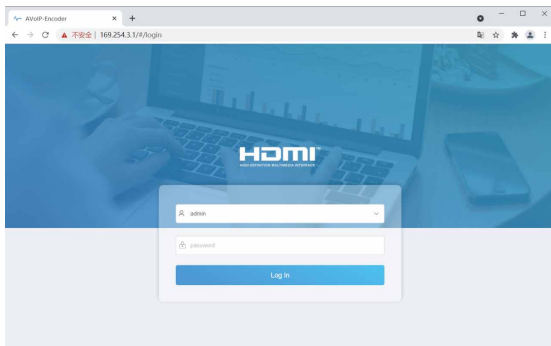 AVoIP-Encoder
不安全 | 169.254.3.1/#/login
HDMI
HIGH-DEFINITION MULTIMEDIA INTERFACE
admin
password
Log In